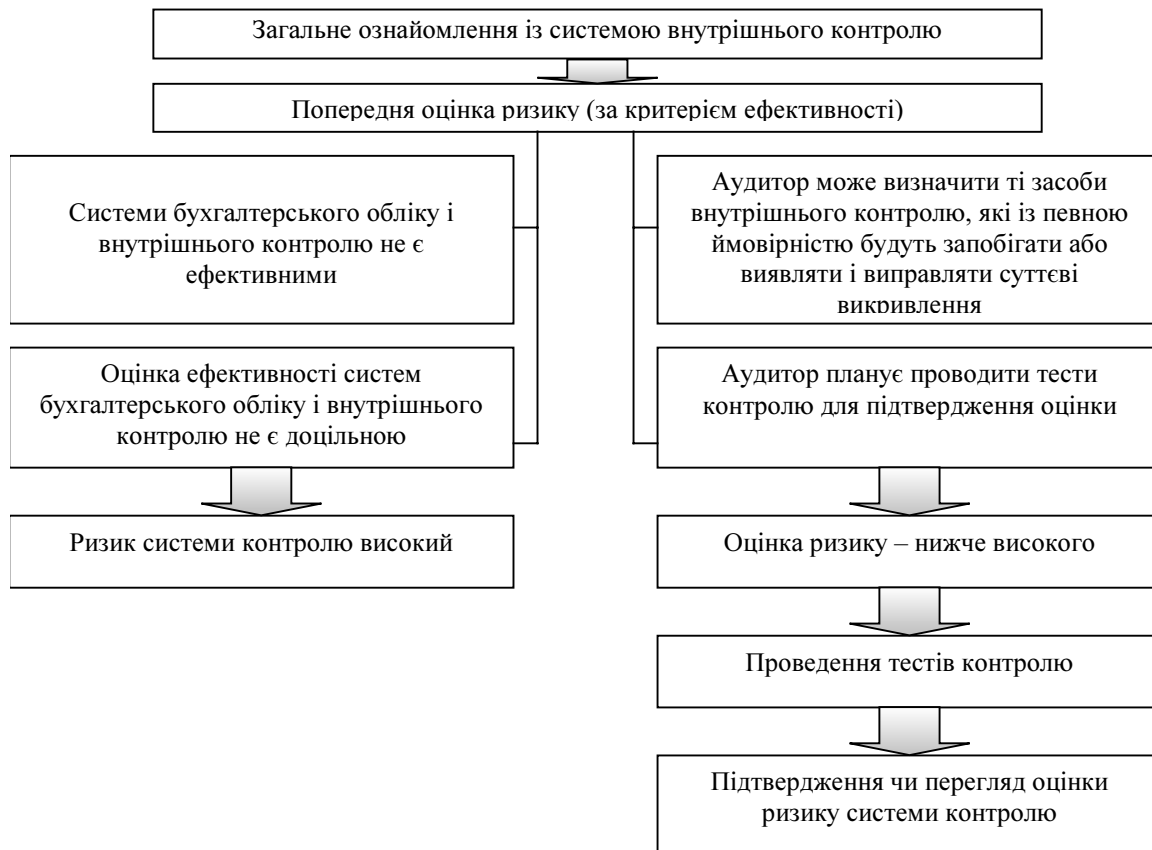 Загальне ознайомлення із системою внутрішнього контролю
Попередня оцінка ризику (за критерієм ефективності)
Системи бухгалтерського обліку і
внутрішнього контролю не є
ефективними
Аудитор може визначити ті засоби
внутрішнього контролю, які із певною
ймовірністю будуть запобігати або
виявляти і виправляти суттєві
викривлення
Оцінка ефективності систем
бухгалтерського обліку і внутрішнього
контролю не є доцільною
Аудитор планує проводити тести
контролю для підтвердження оцінки
Ризик системи контролю високий
Оцінка ризику – нижче високого
Проведення тестів контролю
Підтвердження чи перегляд оцінки
ризику системи контролю